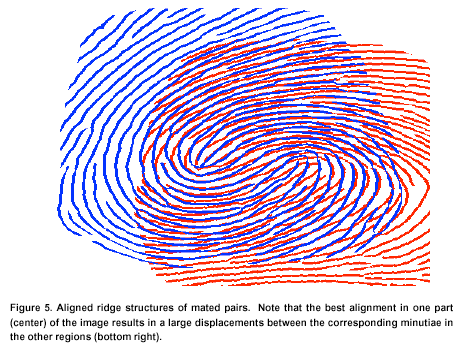 Figure 5. Aligned ridge structures of mated pairs. Note that the best alignment in one part
(center) of the image results in a large displacements between the corresponding minutiae in
the other regions (bottom right).